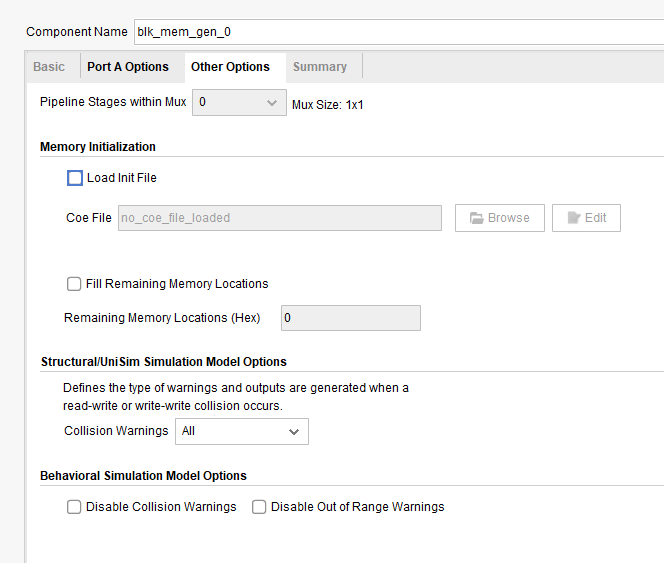 Component Name blk_mem_gen_0
Basic Port A Options Other Options Summary
Pipeline Stages within Mux 0 Mux Size: 1x1
Memory Initialization
Load Init File
Coe File no_coe_file_loaded Browse Edit
Fill Remaining Memory Locations
Remaining Memory Locations (Hex) 0
Structural/UniSim Simulation Model Options
Defines the type of warnings and outputs are generated when a
read-write or write-write collision occurs.
Collision Warnings All
Behavioral Simulation Model Options
Disable Collision Warnings Disable Out of Range Warnings